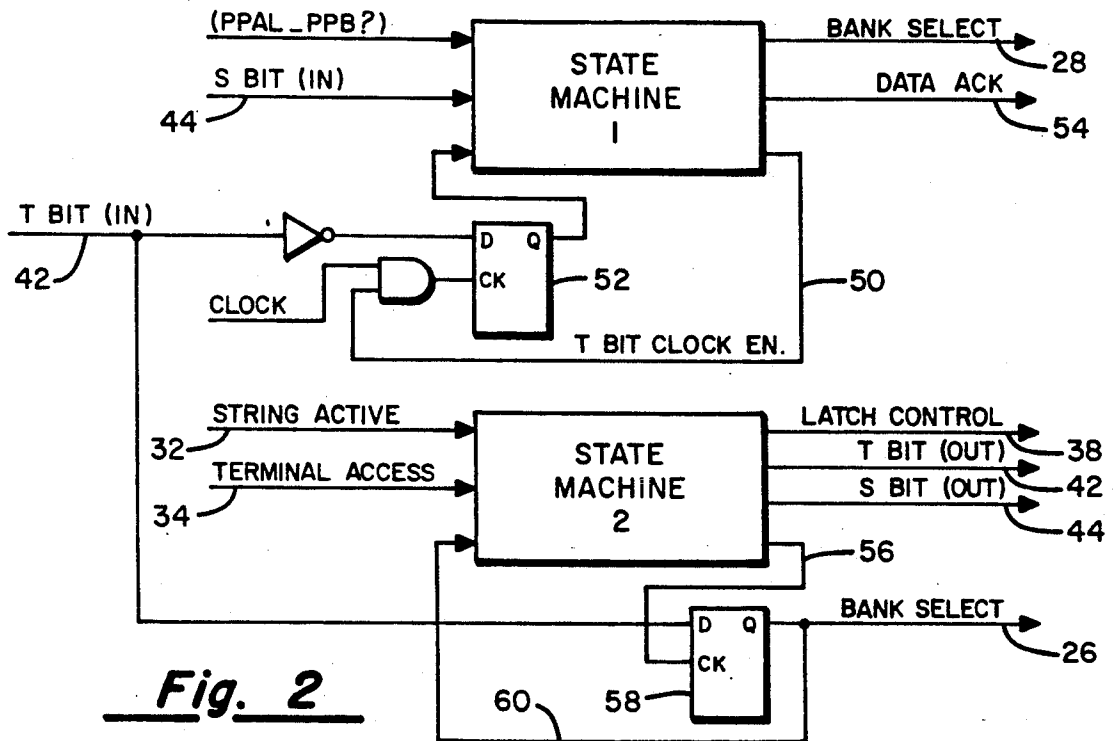 (PPAL_PPB?)
BANK SELECT
28
S BIT (IN)
44
STATE
MACHINE
1
DATA ACK
54
T BIT (IN)
42
D Q
CK
52
50
CLOCK
T BIT CLOCK EN.
STRING ACTIVE
32
TERMINAL ACCESS
34
STATE
MACHINE
2
LATCH CONTROL
38
T BIT (OUT)
42
S BIT (OUT)
44
56
D Q
CK
58
BANK SELECT
26
60
Fig. 2